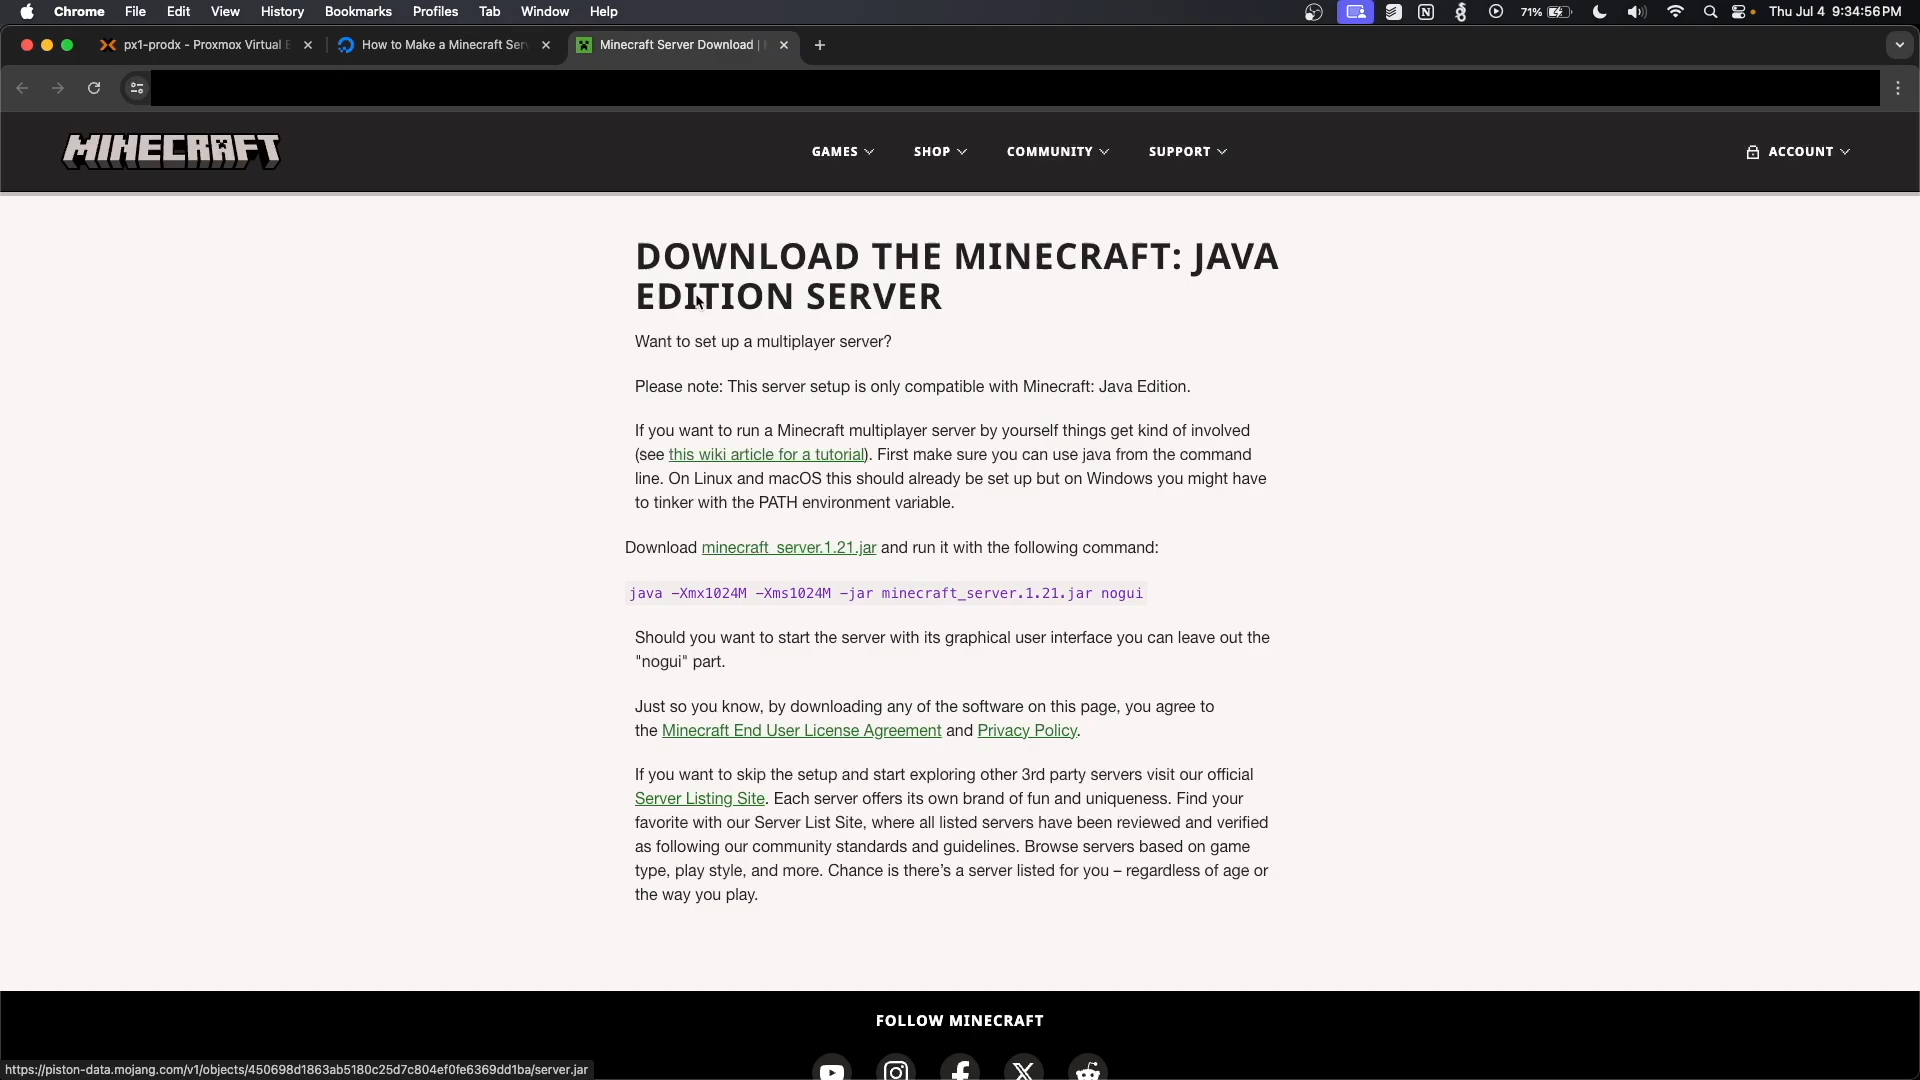 Chrome File Edit View History Bookmarks Profiles Tab Window Help 71% Thu Jul 4 9:34:56 PM
px1-prodx - Proxmox Virtual E How to Make a Minecraft Ser Minecraft Server Download |
MINECRAFT GAMES SHOP COMMUNITY SUPPORT ACCOUNT
DOWNLOAD THE MINECRAFT: JAVA
EDITION SERVER
Want to set up a multiplayer server?
Please note: This server setup is only compatible with Minecraft: Java Edition.
If you want to run a Minecraft multiplayer server by yourself things get kind of involved
(see this wiki article for a tutorial). First make sure you can use java from the command
line. On Linux and macOS this should already be set up but on Windows you might have
to tinker with the PATH environment variable.
Download minecraft_server.1.21.jar and run it with the following command:
java -Xmx1024M -Xms1024M -jar minecraft_server.1.21.jar nogui
Should you want to start the server with its graphical user interface you can leave out the
"nogui" part.
Just so you know, by downloading any of the software on this page, you agree to
the Minecraft End User License Agreement and Privacy Policy.
If you want to skip the setup and start exploring other 3rd party servers visit our official
Server Listing Site. Each server offers its own brand of fun and uniqueness. Find your
favorite with our Server List Site, where all listed servers have been reviewed and verified
as following our community standards and guidelines. Browse servers based on game
type, play style, and more. Chance is there's a server listed for you – regardless of age or
the way you play.
FOLLOW MINECRAFT
https://piston-data.mojang.com/v1/objects/450698d1863ab5180c25d7c804ef0fe6369dd1ba/server.jar